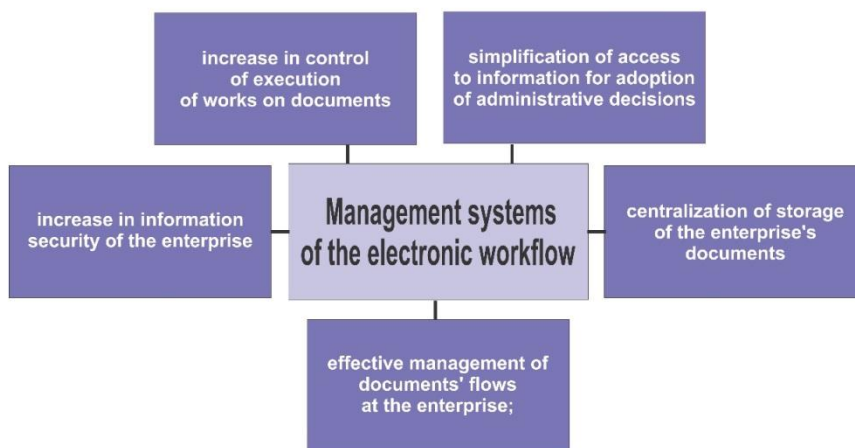 increase in control
of execution
of works on documents
simplification of access
to information for adoption
of administrative decisions
increase in information
security of the enterprise
Management systems
of the electronic workflow
centralization of storage
of the enterprise's
documents
effective management of
documents' flows
at the enterprise;